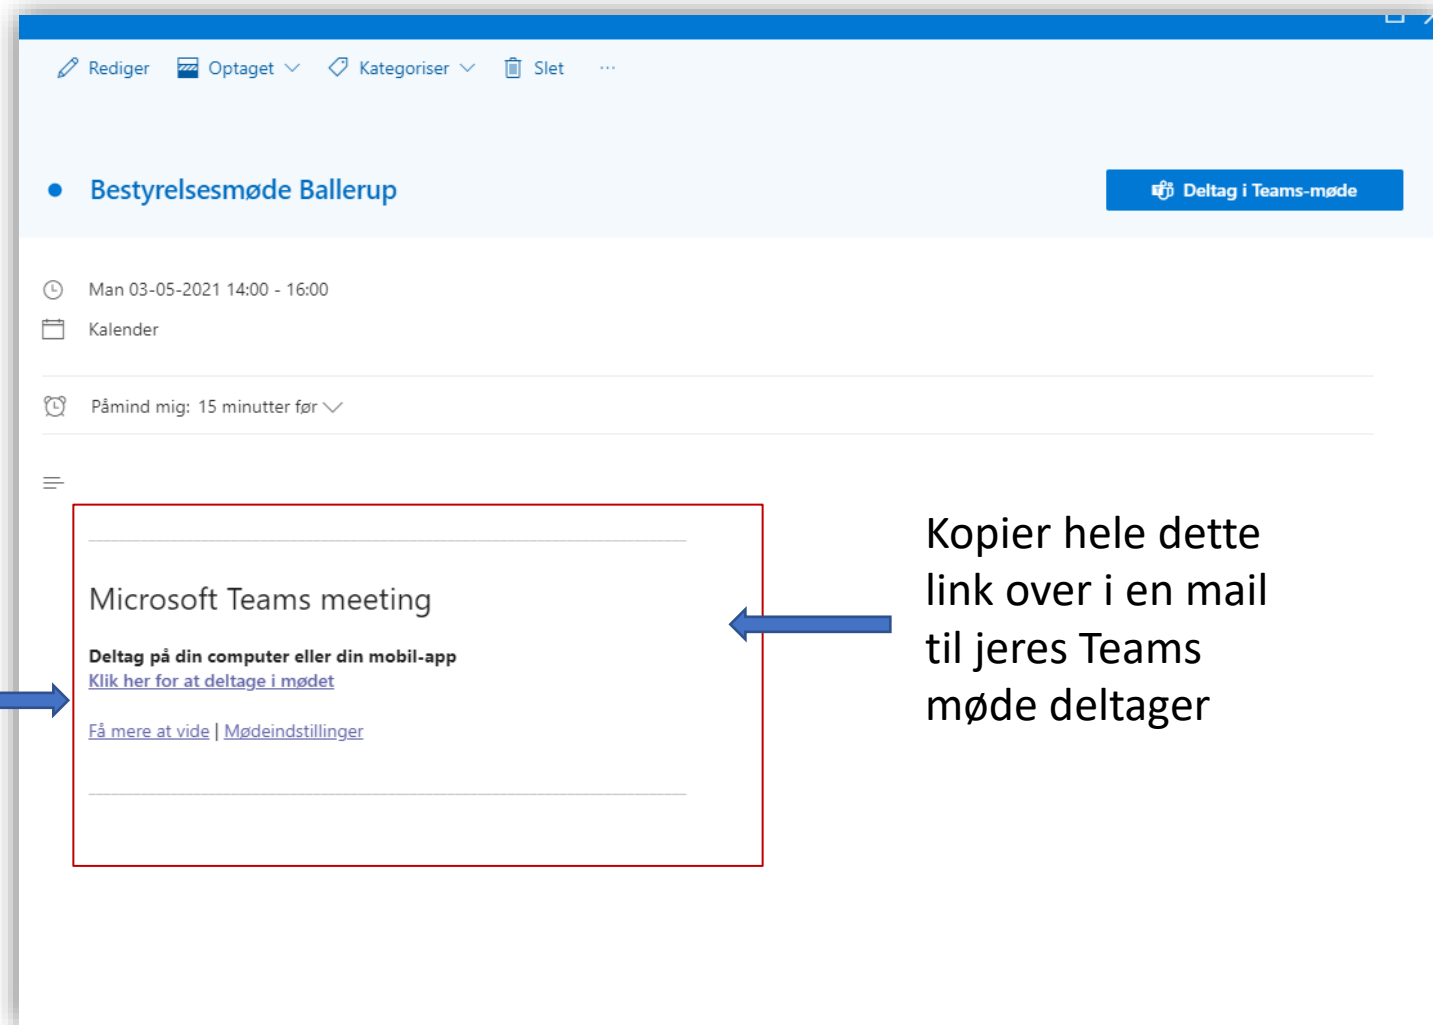 Rediger Optaget Kategoriser Slet ...
Bestyrelsesmøde Ballerup
Deltag i Teams-møde
Man 03-05-2021 14:00 - 16:00
Kalender
Påmind mig: 15 minutter før
Microsoft Teams meeting
Deltag på din computer eller din mobil-app
Klik her for at deltage i mødet
Få mere at vide | Mødeindstillinger
Kopier hele dette
link over i en mail
til jeres Teams
møde deltager